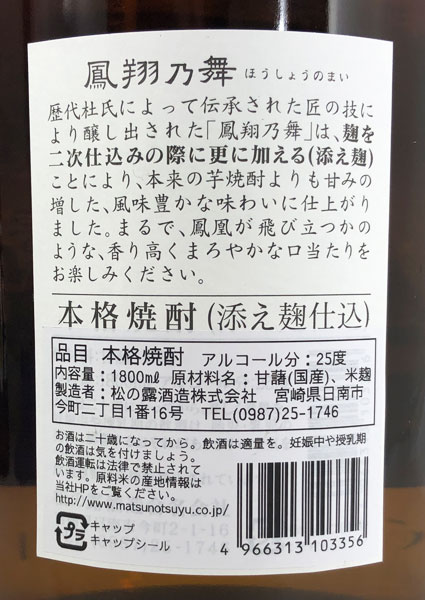 鳳翔乃舞 ほうしょうのまい
歴代杜氏によって伝承された匠の技に
より醸し出された「鳳翔乃舞」は、麹を
二次仕込みの際に更に加える(添え麹)
ことにより、本来の芋焼酎よりも甘みの
増した、風味豊かな味わいに仕上がり
ました。まるで、鳳凰が飛び立つかの
ような、香り高くまろやかな口当たりを
お楽しみください。
本格焼酎(添え麹仕込)
品目 本格焼酎 アルコール分：25度
内容量：1800㎖ 原材料名：甘藷(国産)、米麹
製造者：松の露酒造株式会社 宮崎県日南市
今町二丁目1番16号 TEL(0987)25-1746
お酒は二十歳になってから。飲酒は適量を。妊娠中や授乳期
の飲酒は気を付けましょう。
飲酒運転は法律で禁止されて
います。原料米の産地情報は
当社HPをご覧ください。
http://www.matsunotsuyu.co.jp/
プラ
キャップ
キャップシール
4 966313 103356